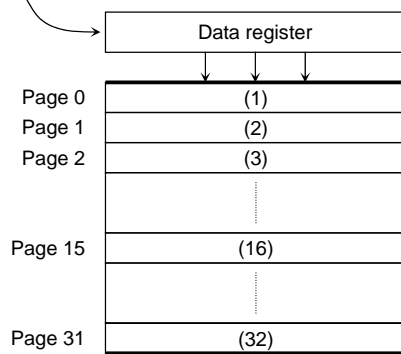 Data register
Page 0 (1)
Page 1 (2)
Page 2 (3)
Page 15 (16)
Page 31 (32)